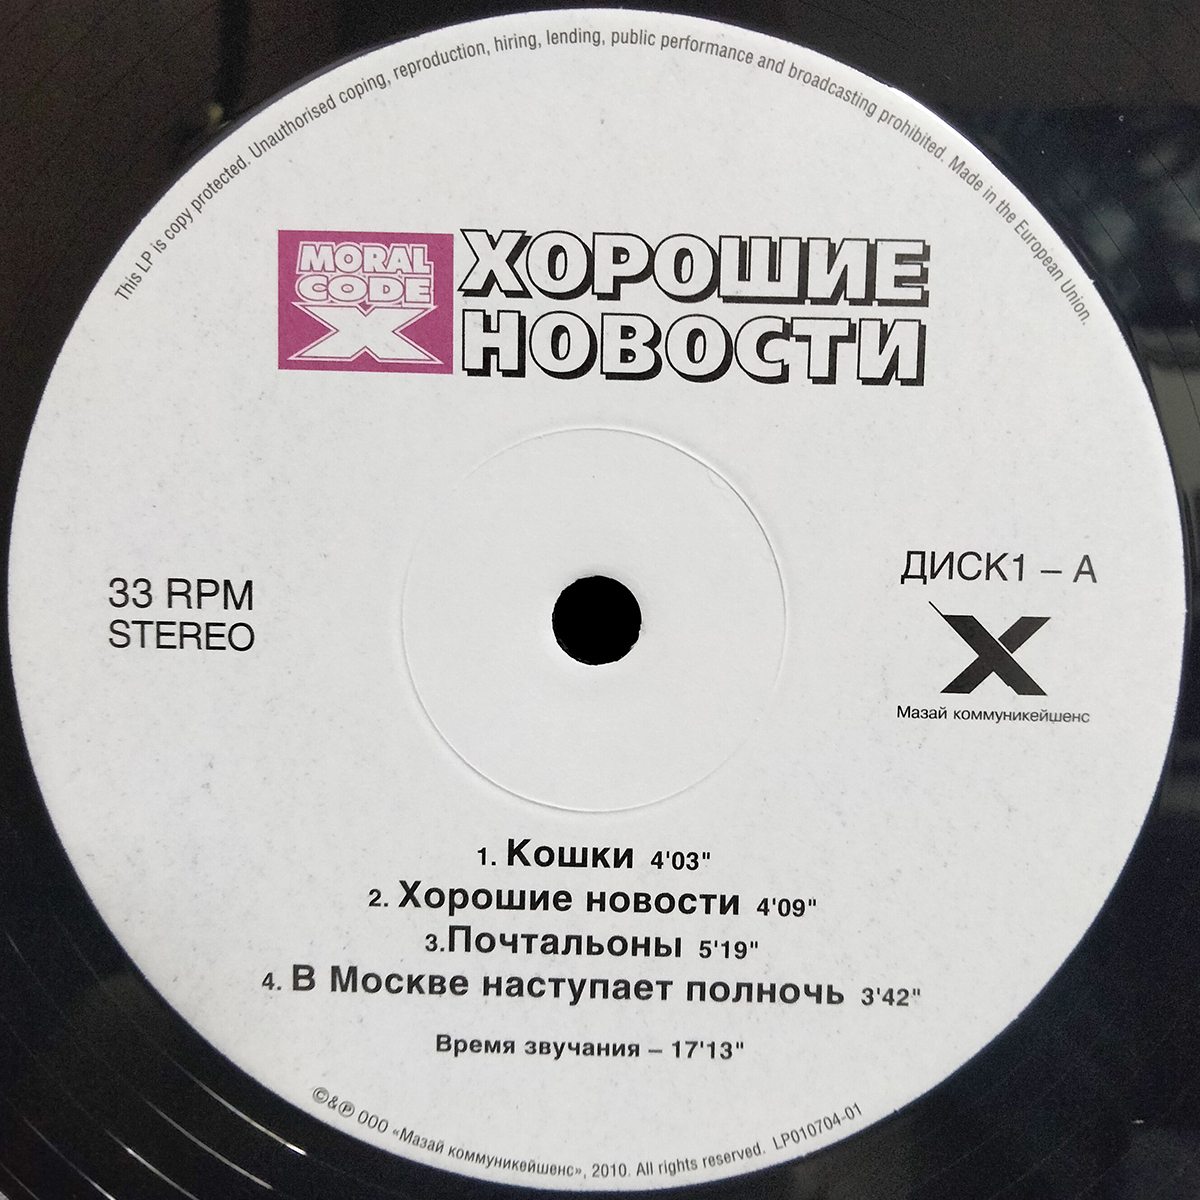 This LP is copy protected. Unauthorised coping, reproduction, hiring, lending, public performance and broadcasting prohibited. Made in the European Union.
MORAL
CODE
X
ХОРОШИЕ
НОВОСТИ
33 RPM
STEREO
ДИСК1 – А
X
Мазай коммуникейшенс
1. Кошки 4'03"
2. Хорошие новости 4'09"
3.Почтальоны 5'19"
4. В Москве наступает полночь 3'42"
Время звучания – 17'13"
©&℗ ООО «Мазай коммуникейшенс», 2010. All rights reserved. LP010704-01